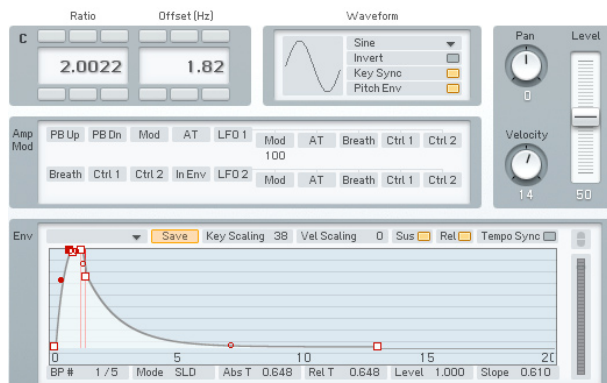 Ratio Offset (Hz) Waveform
C
2.0022 1.82
Sine
Invert
Key Sync
Pitch Env
Pan Level
0
Velocity
14 50
Amp Mod
PB Up PB Dn Mod AT LFO 1 Mod AT Breath Ctrl 1 Ctrl 2
100
Breath Ctrl 1 Ctrl 2 In Env LFO 2 Mod AT Breath Ctrl 1 Ctrl 2
Env Save Key Scaling 38 Vel Scaling 0 Sus Rel Tempo Sync
0 5 10 15 20
BP # 1 / 5 Mode SLD Abs T 0.648 Rel T 0.648 Level 1.000 Slope 0.610